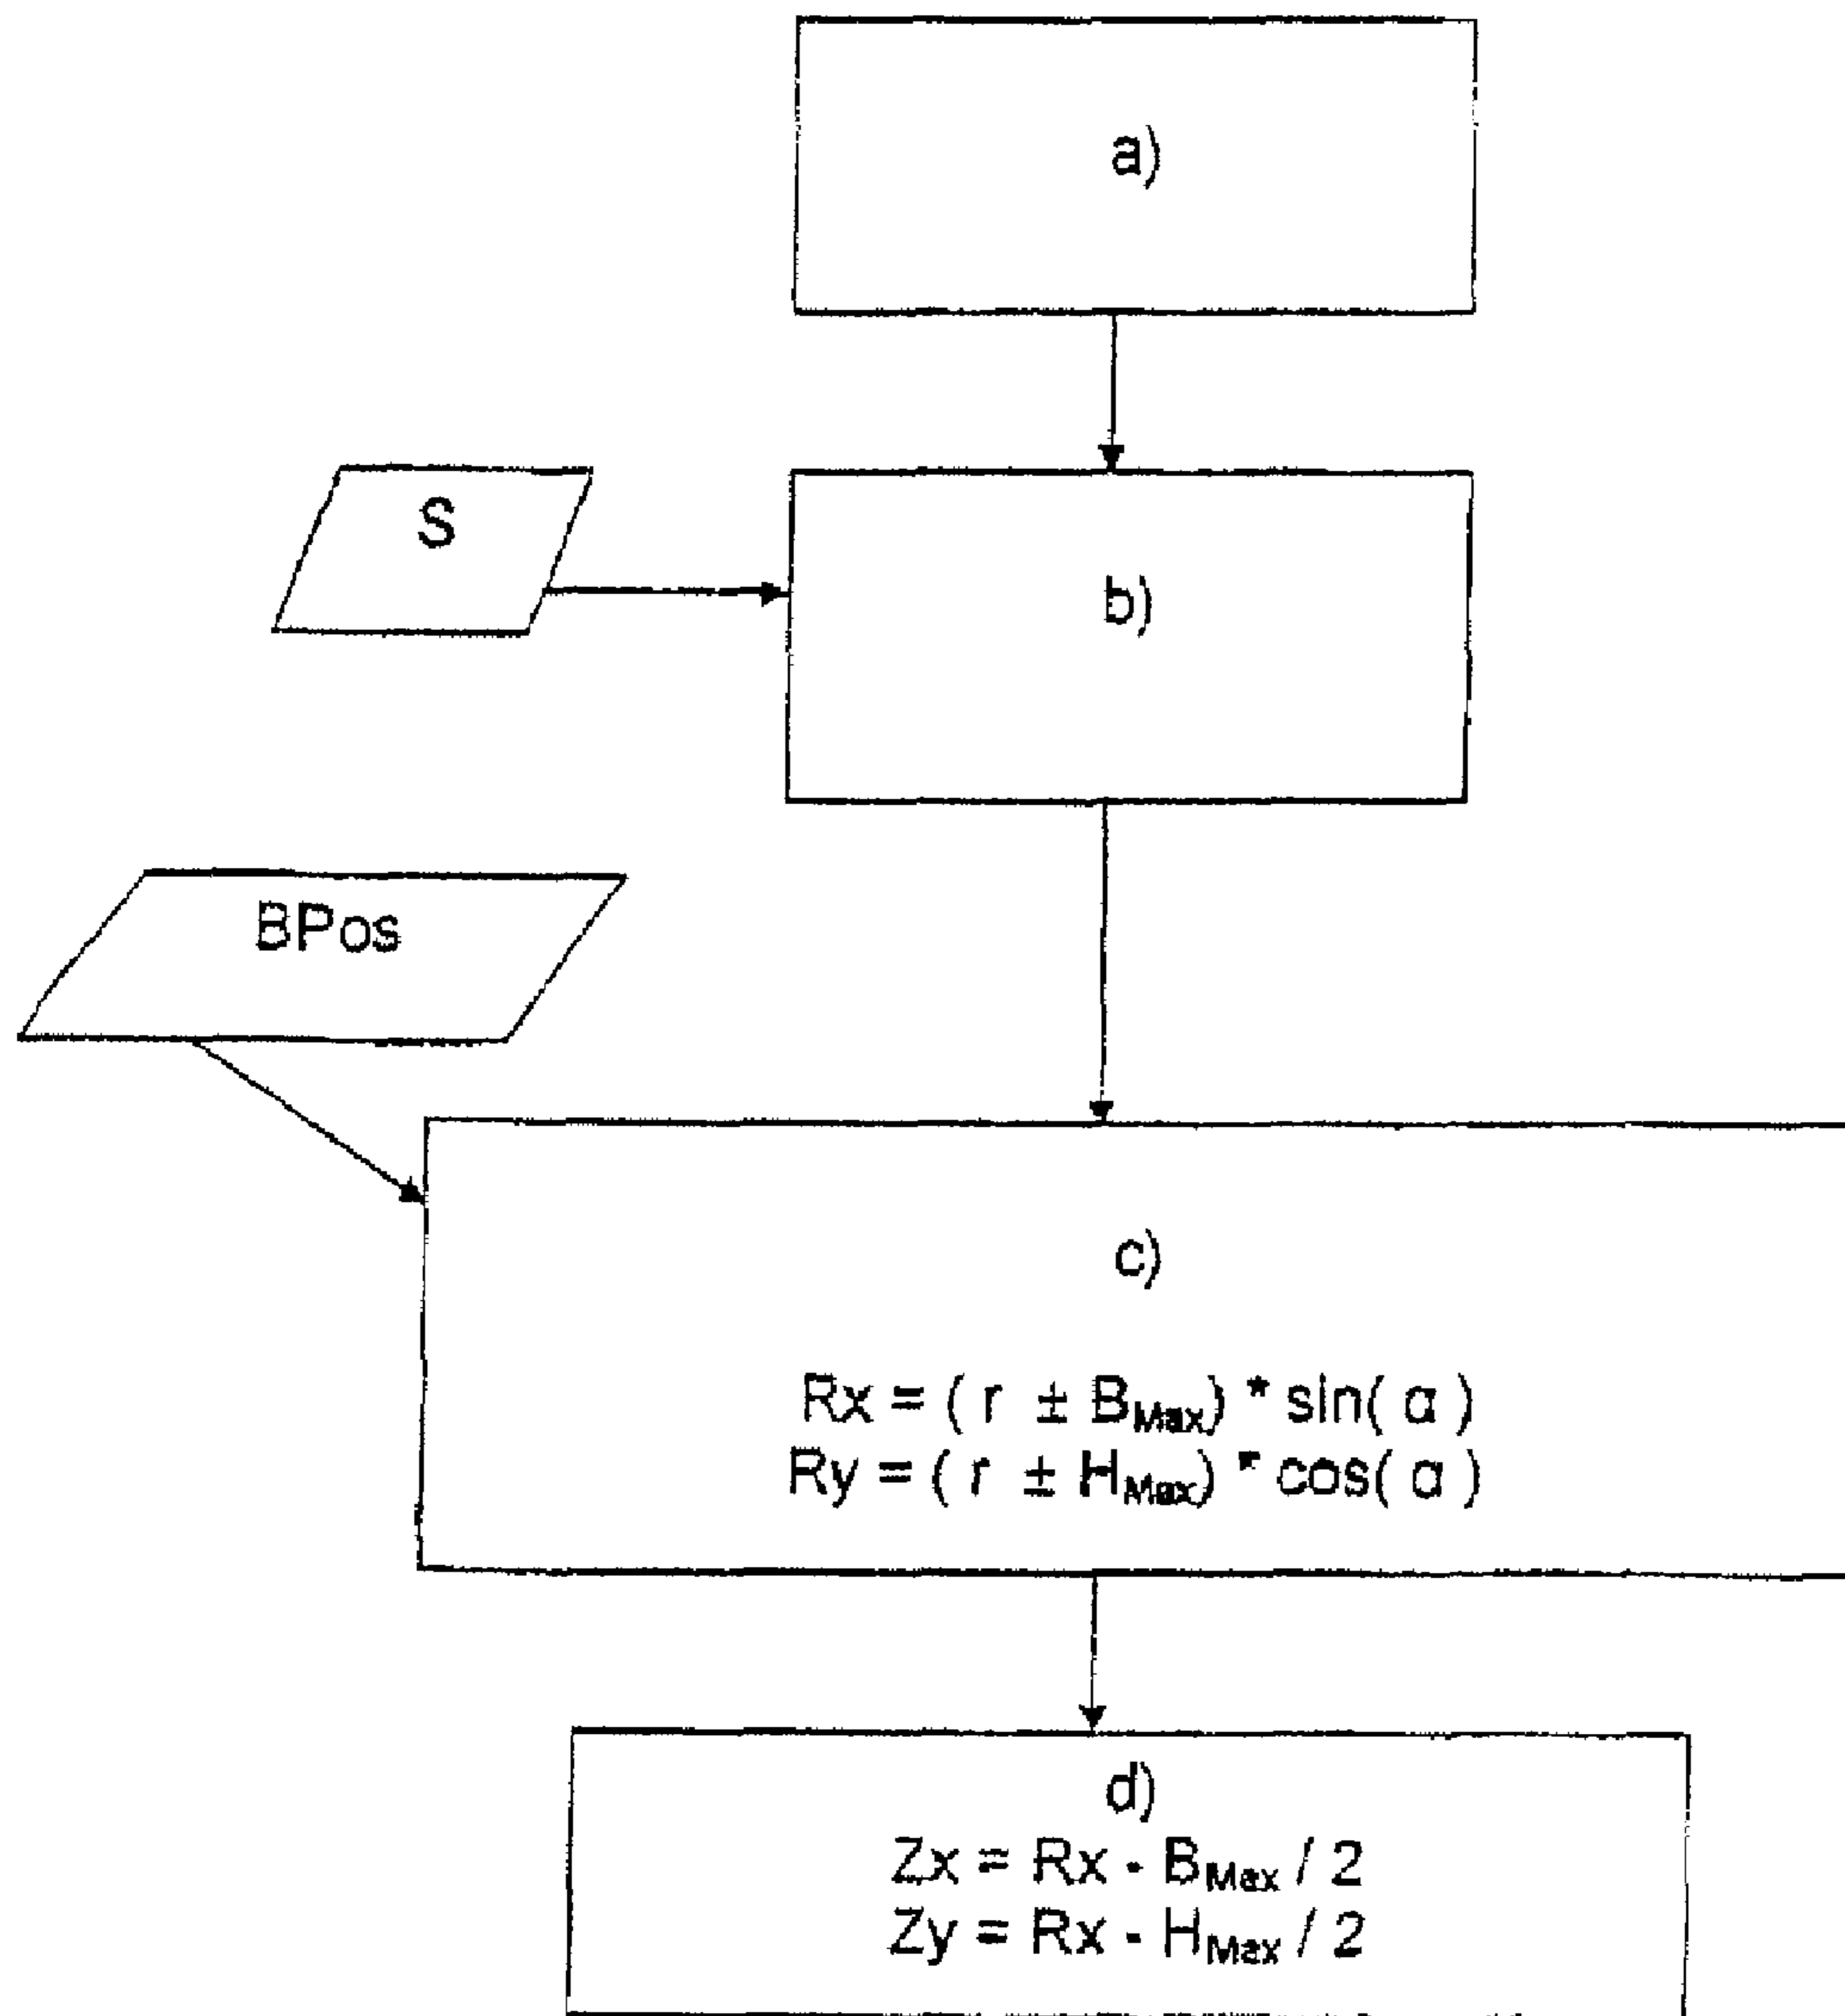 a)
S
b)
BPos
c)
Rx = ( r ± BMax) * sin( α )
Ry = ( r ± HMax) * cos( α )
d)
Zx = Rx - BMax / 2
Zy = Rx - HMax / 2